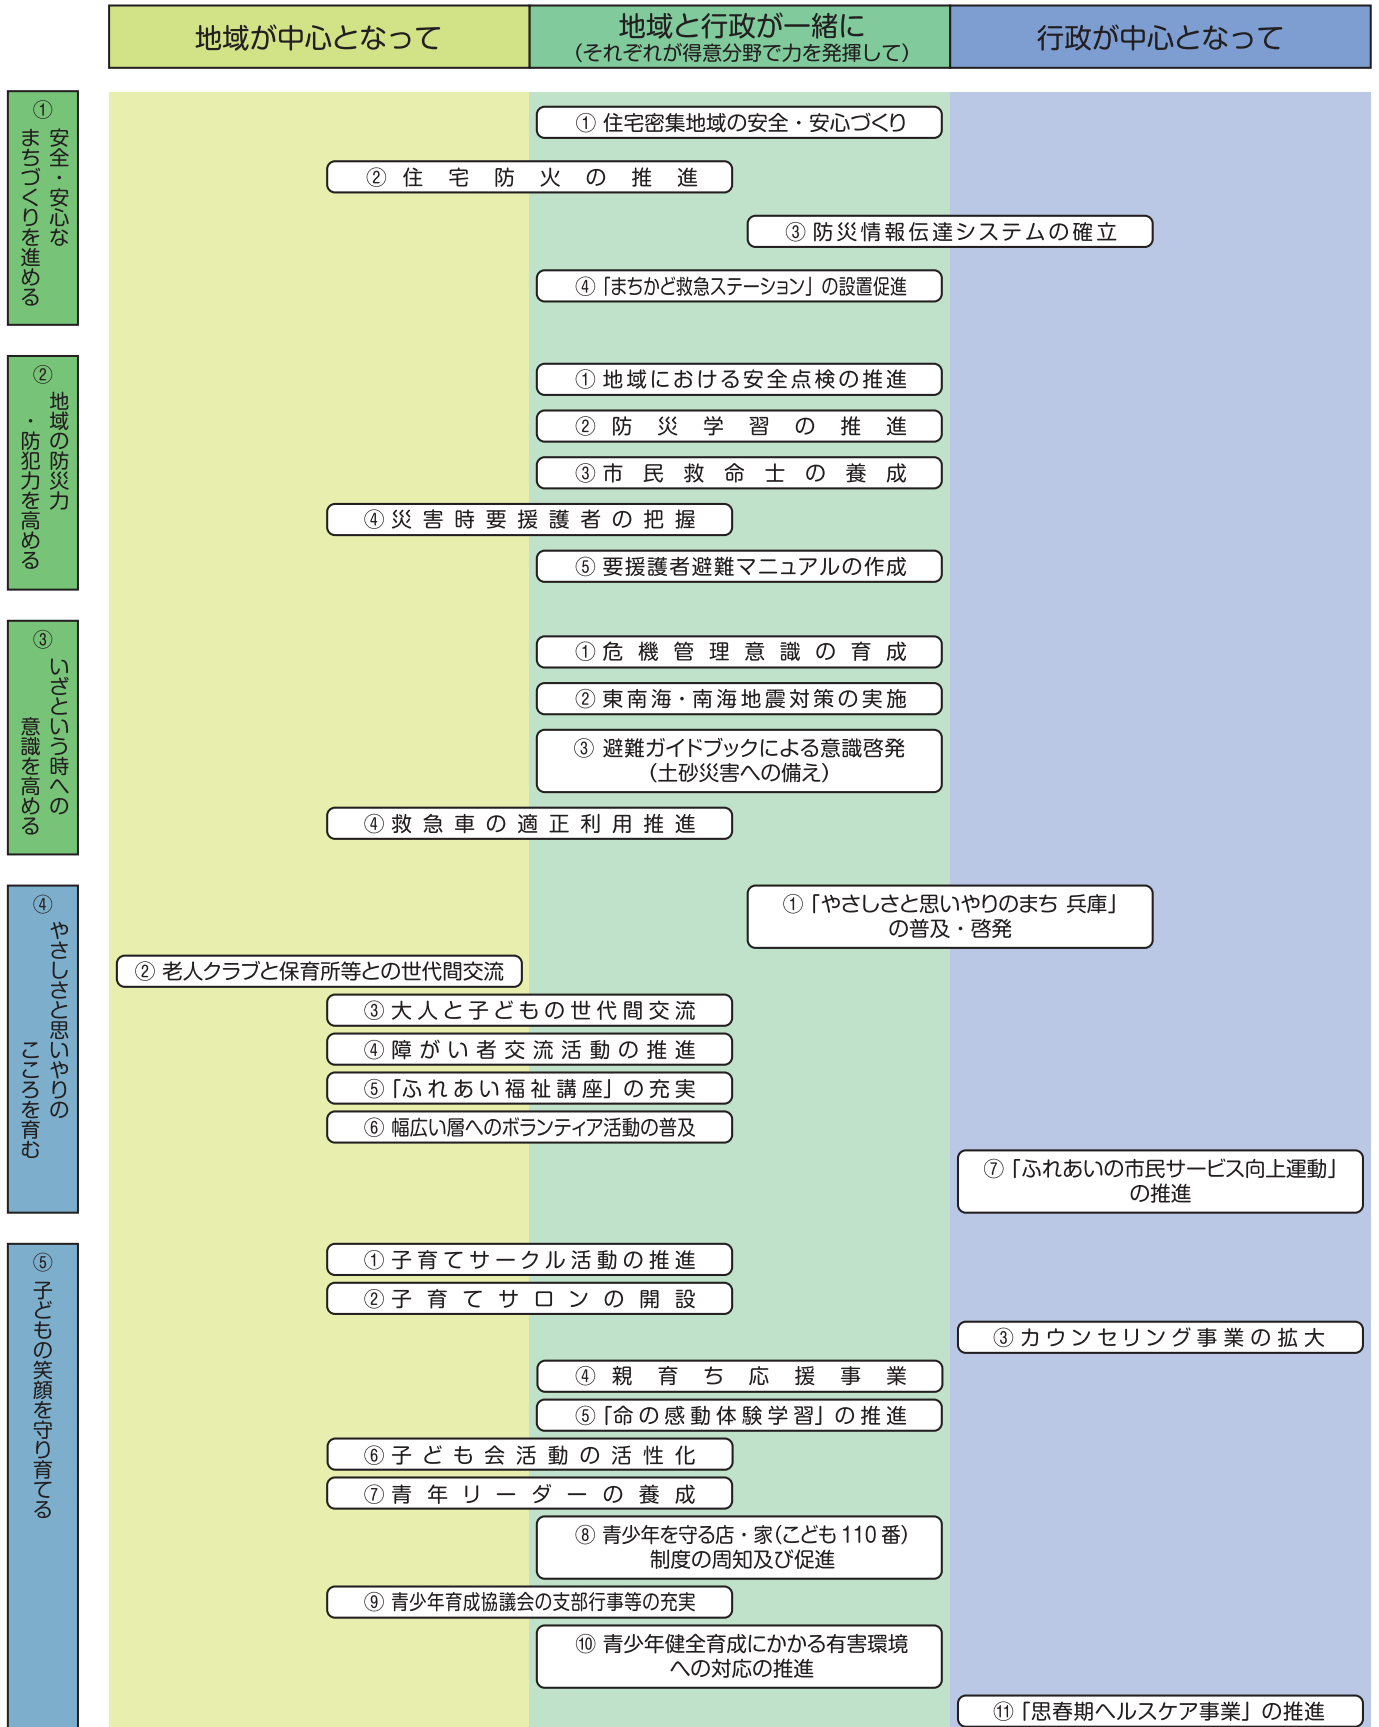 地域が中心となって
地域と行政が一緒に
（それぞれが得意分野で力を発揮して）
行政が中心となって
①
安全・安心な
まちづくりを進める
① 住宅密集地域の安全・安心づくり
② 住宅防火の推進
③ 防災情報伝達システムの確立
④「まちかど救急ステーション」の設置促進
②
地域の防災力
・防犯力を高める
① 地域における安全点検の推進
② 防災学習の推進
③ 市民救命士の養成
④ 災害時要援護者の把握
⑤ 要援護者避難マニュアルの作成
③
いざという時への
意識を高める
① 危機管理意識の育成
② 東南海・南海地震対策の実施
③ 避難ガイドブックによる意識啓発
（土砂災害への備え）
④ 救急車の適正利用推進
④
やさしさと思いやりの
こころを育む
①「やさしさと思いやりのまち 兵庫」
の普及・啓発
② 老人クラブと保育所等との世代間交流
③ 大人と子どもの世代間交流
④ 障がい者交流活動の推進
⑤「ふれあい福祉講座」の充実
⑥ 幅広い層へのボランティア活動の普及
⑦「ふれあいの市民サービス向上運動」
の推進
⑤
子どもの笑顔を守り育てる
① 子育てサークル活動の推進
② 子育てサロンの開設
③ カウンセリング事業の拡大
④ 親育ち応援事業
⑤「命の感動体験学習」の推進
⑥ 子ども会活動の活性化
⑦ 青年リーダーの養成
⑧ 青少年を守る店・家（こども110番）
制度の周知及び促進
⑨ 青少年育成協議会の支部行事等の充実
⑩ 青少年健全育成にかかる有害環境
への対応の推進
⑪「思春期ヘルスケア事業」の推進